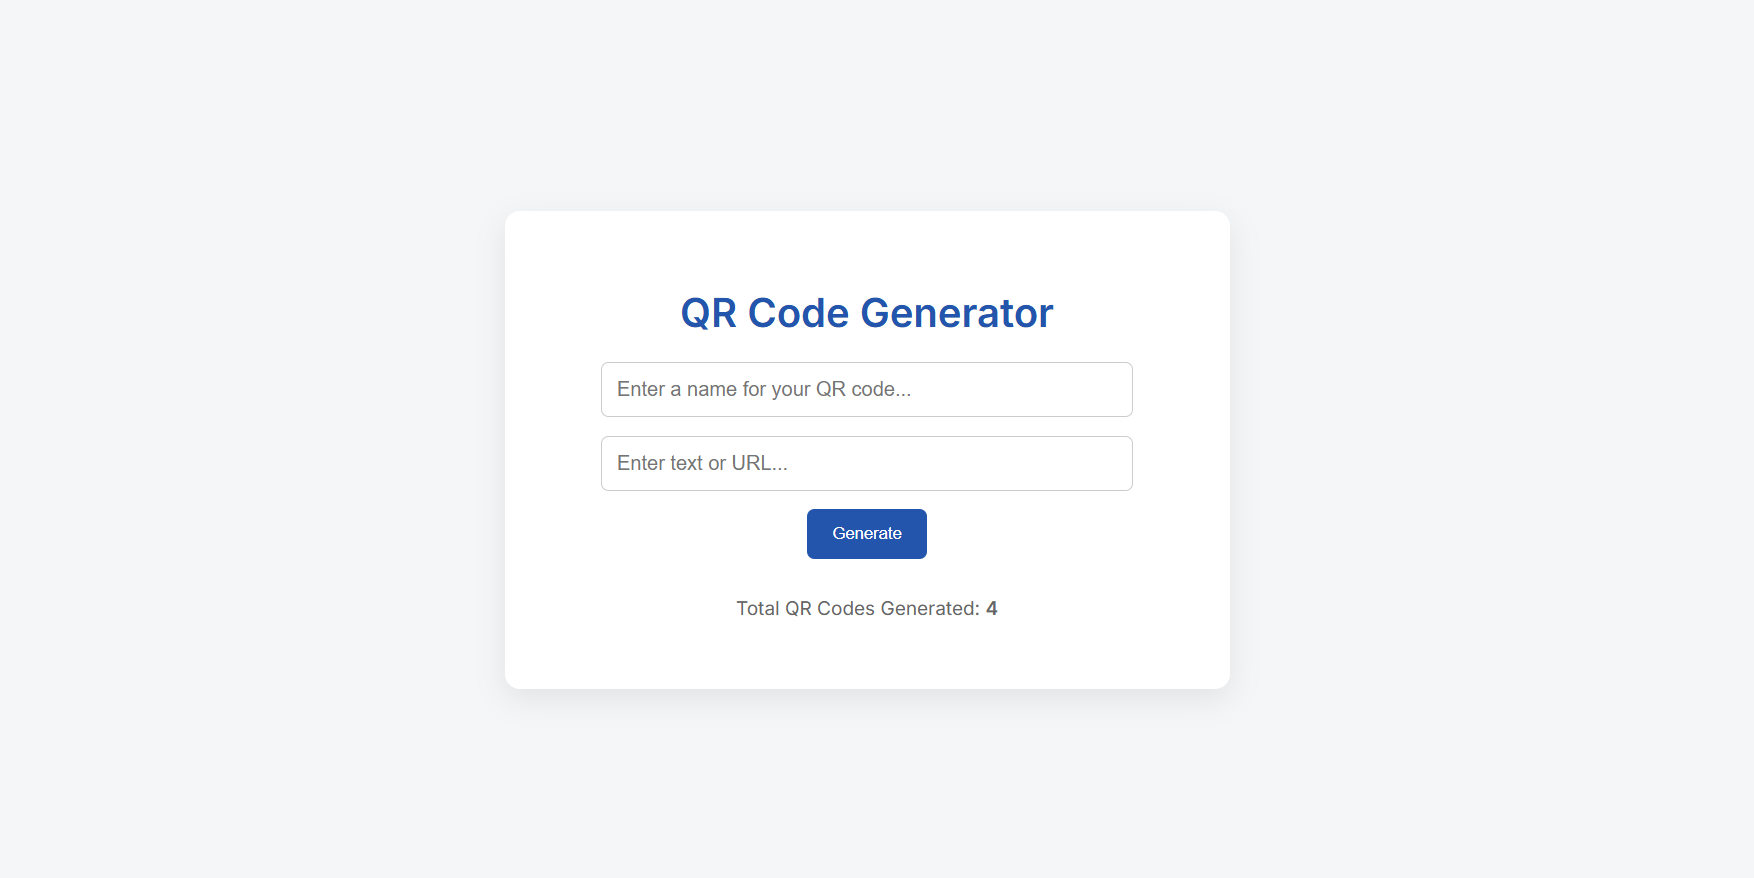 QR Code Generator
Enter a name for your QR code...
Enter text or URL...
Generate
Total QR Codes Generated: 4